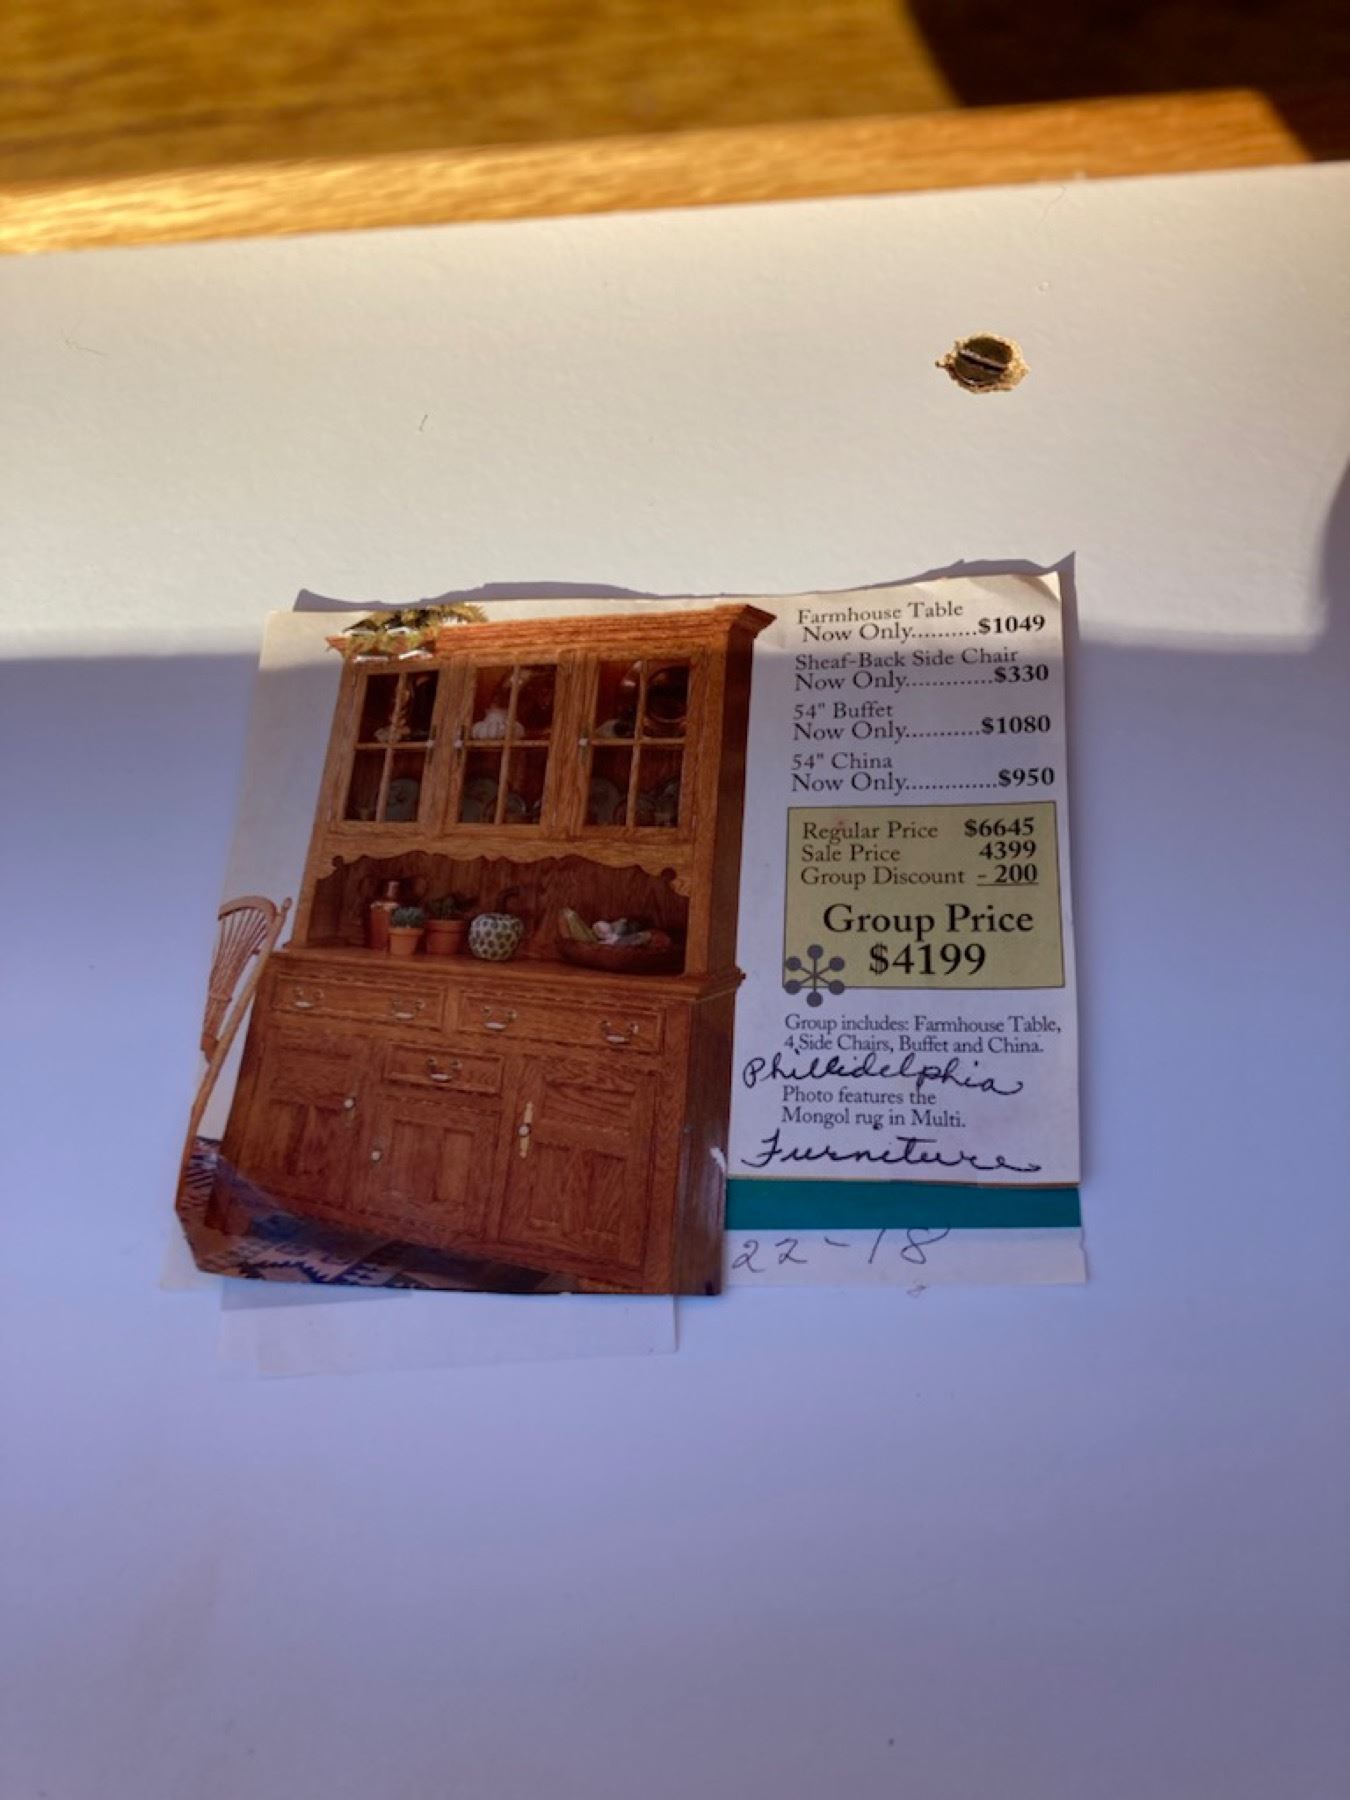 Farmhouse Table
Now Only..........$1049
Sheaf-Back Side Chair
Now Only.............$330
54" Buffet
Now Only...........$1080
54" China
Now Only..............$950
Regular Price $6645
Sale Price 4399
Group Discount - 200
Group Price
$4199
Group includes: Farmhouse Table,
4 Side Chairs, Buffet and China.
Phillidelphia
Photo features the
Mongol rug in Multi.
Furniture
22-18